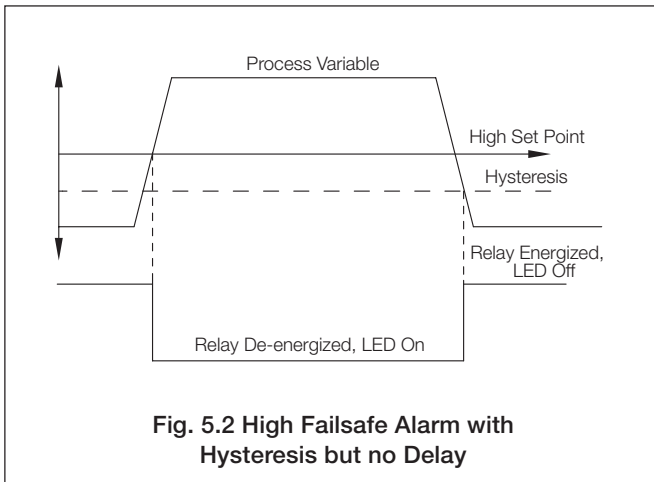 Process Variable
High Set Point
Hysteresis
Relay Energized,
LED Off
Relay De-energized, LED On
Fig. 5.2 High Failsafe Alarm with
Hysteresis but no Delay